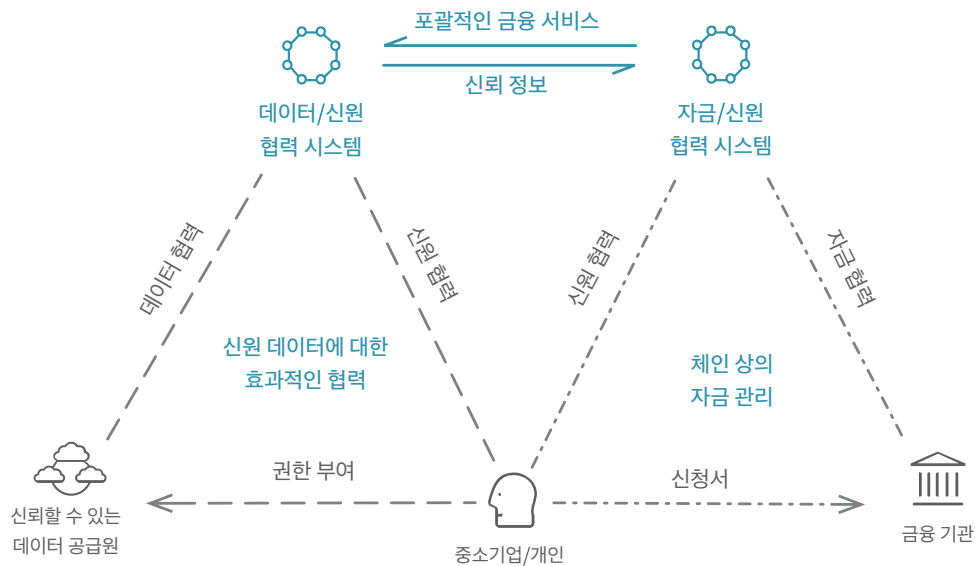 포괄적인 금융 서비스
신뢰 정보
데이터/신원
협력 시스템
자금/신원
협력 시스템
데이터 협력
신원 협력
신원 협력
자금 협력
신원 데이터에 대한
효과적인 협력
체인 상의
자금 관리
권한 부여
신청서
신뢰할 수 있는
데이터 공급원
중소기업/개인
금융 기관